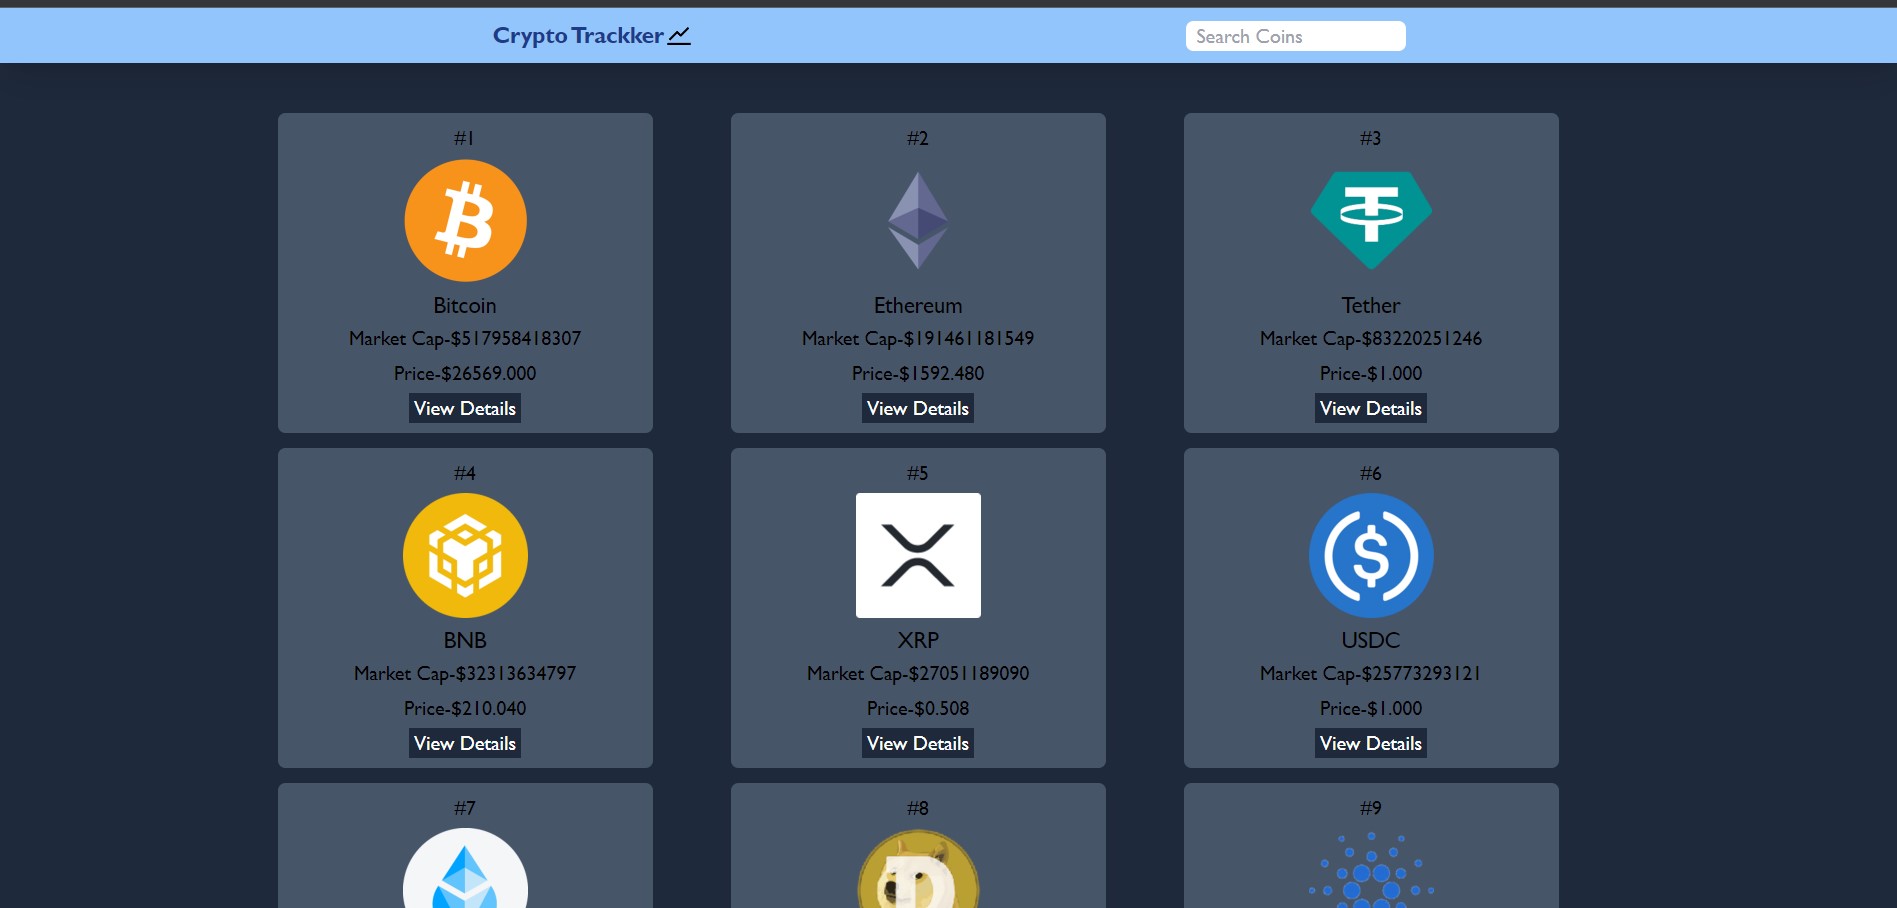 Crypto Trackker
Search Coins
#1
Bitcoin
Market Cap-$517958418307
Price-$26569.000
View Details
#2
Ethereum
Market Cap-$191461181549
Price-$1592.480
View Details
#3
Tether
Market Cap-$83220251246
Price-$1.000
View Details
#4
BNB
Market Cap-$32313634797
Price-$210.040
View Details
#5
XRP
Market Cap-$27051189090
Price-$0.508
View Details
#6
USDC
Market Cap-$25773293121
Price-$1.000
View Details
#7
#8
#9